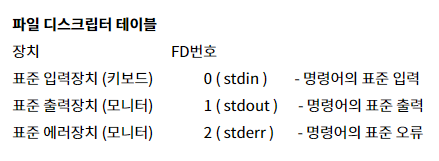 파일 디스크립터 테이블
장치 FD번호
표준 입력장치 (키보드) 0 ( stdin ) - 명령어의 표준 입력
표준 출력장치 (모니터) 1 ( stdout ) - 명령어의 표준 출력
표준 에러장치 (모니터) 2 ( stderr ) - 명령어의 표준 오류